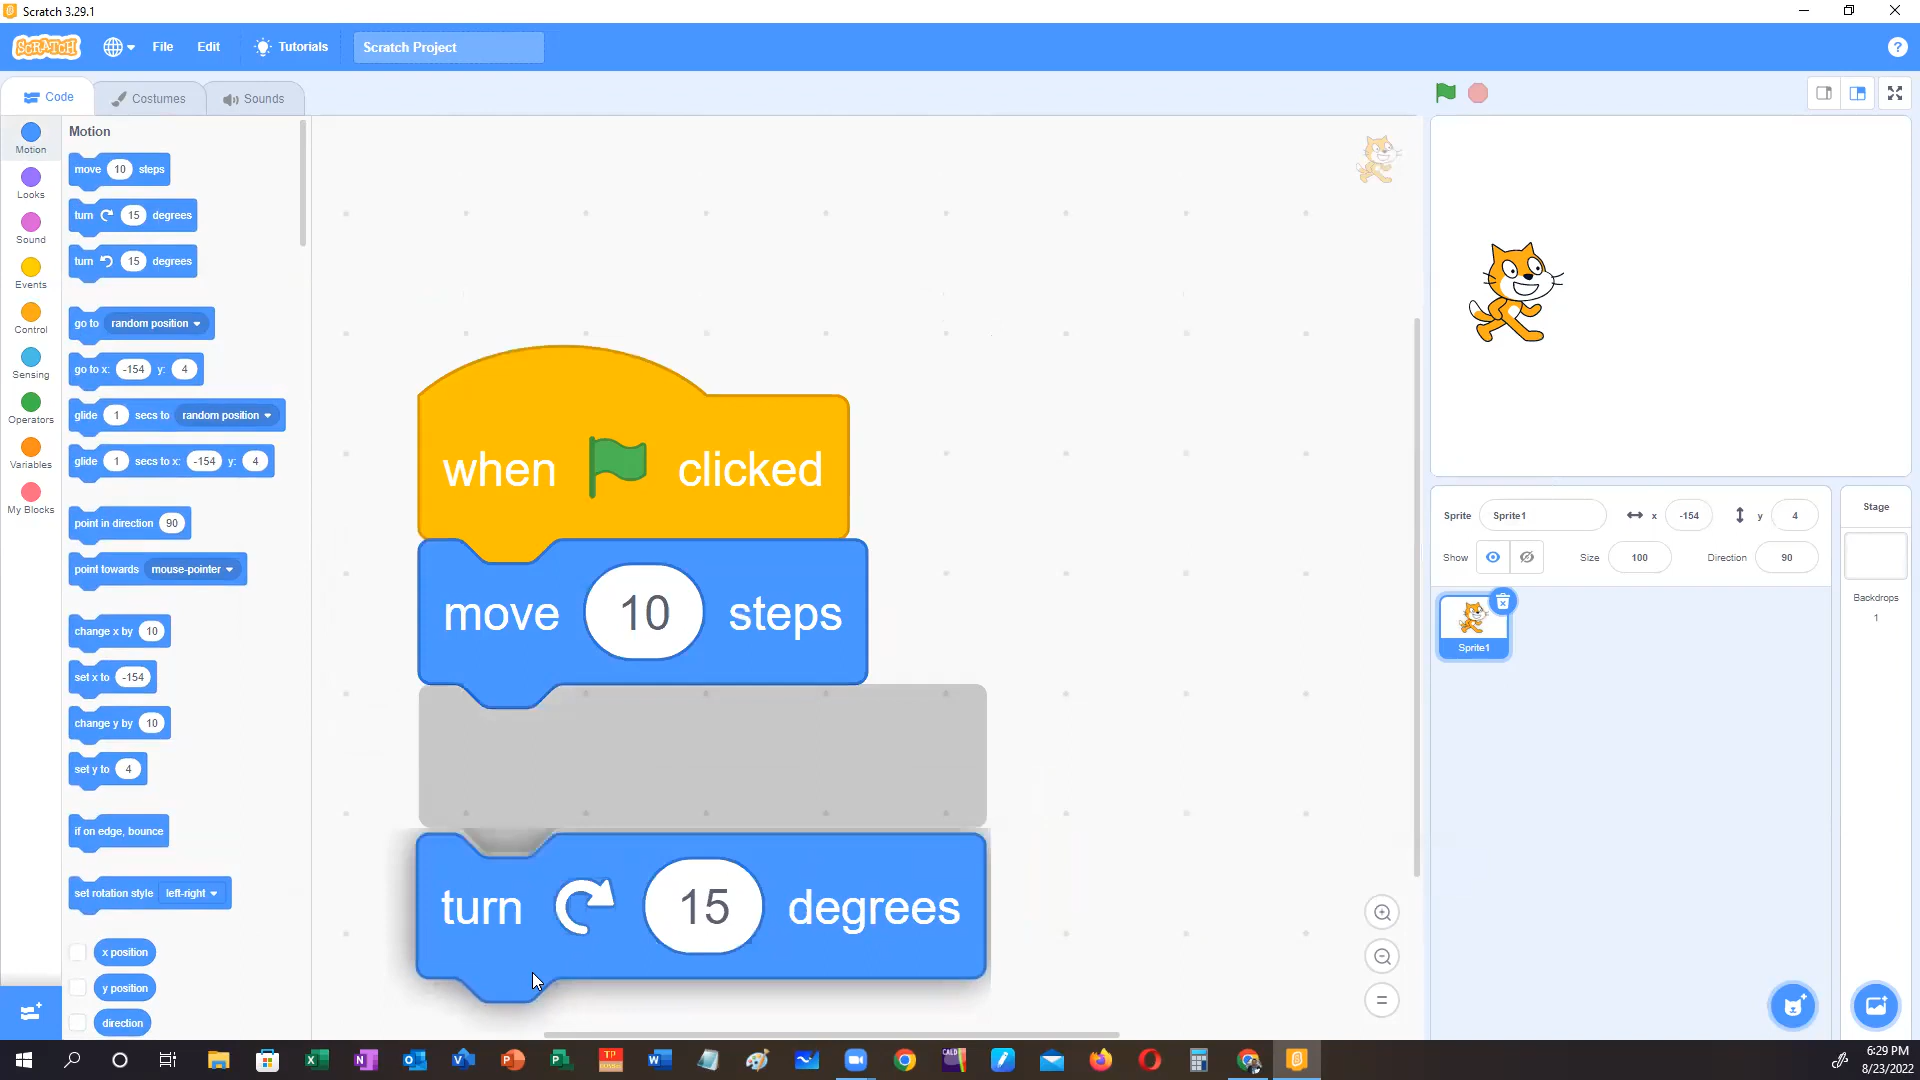 Scratch 3.29.1
SCRATCH
File
Edit
Tutorials
Scratch Project
?
Code
Costumes
Sounds
Motion
Looks
Sound
Events
Control
Sensing
Operators
Variables
My Blocks
Motion
move 10 steps
turn 15 degrees
turn 15 degrees
go to random position
go to x: -154 y: 4
glide 1 secs to random position
glide 1 secs to x: -154 y: 4
point in direction 90
point towards mouse-pointer
change x by 10
set x to -154
change y by 10
set y to 4
if on edge, bounce
set rotation style left-right
x position
y position
direction
when clicked
move 10 steps
turn 15 degrees
Sprite Sprite1 x -154 y 4
Show Size 100 Direction 90
Sprite1
Stage
Backdrops
1
6:29 PM
8/23/2022